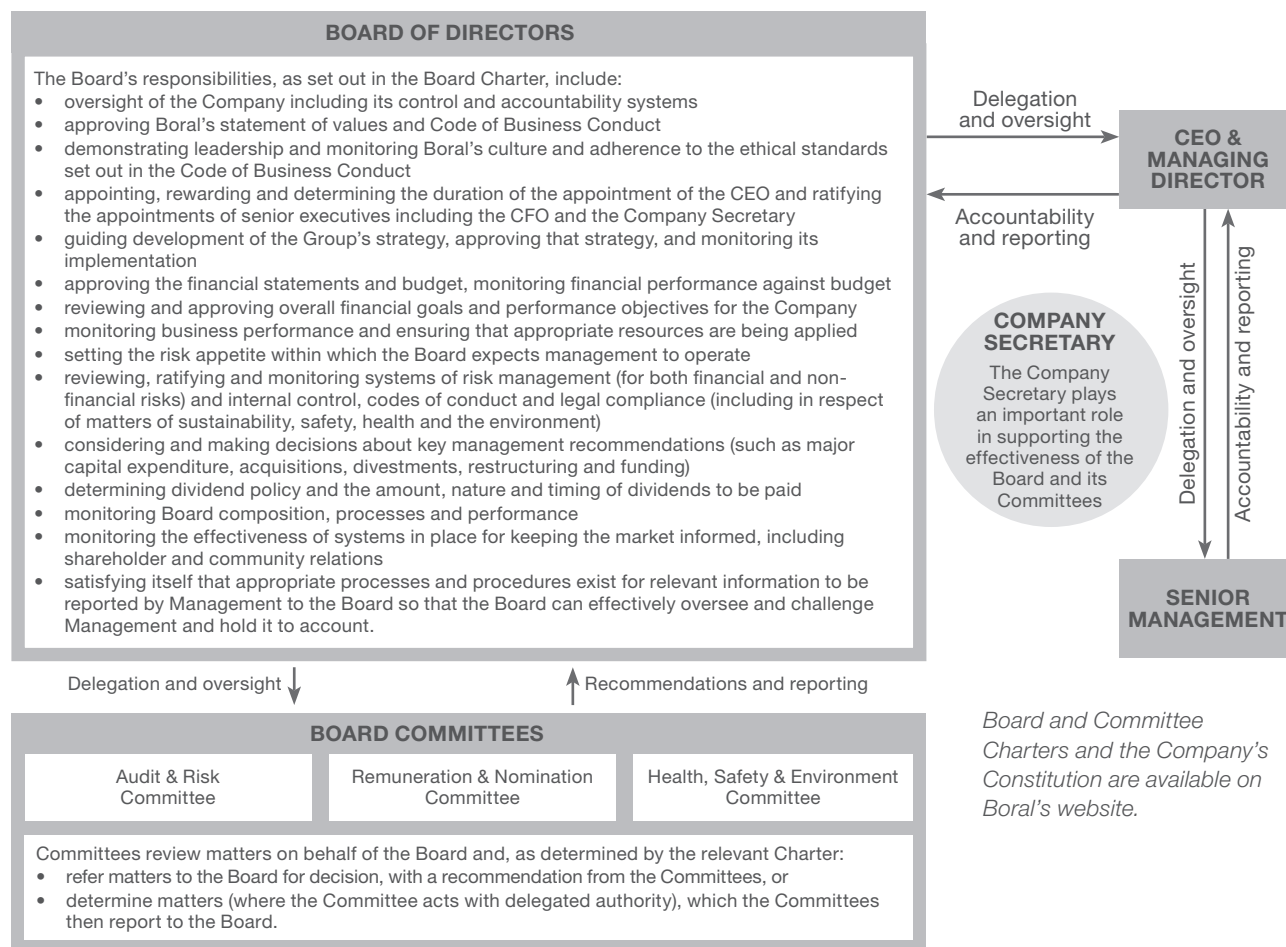 BOARD OF DIRECTORS
The Board's responsibilities, as set out in the Board Charter, include:
• oversight of the Company including its control and accountability systems
• approving Boral's statement of values and Code of Business Conduct
• demonstrating leadership and monitoring Boral's culture and adherence to the ethical standards
set out in the Code of Business Conduct
• appointing, rewarding and determining the duration of the appointment of the CEO and ratifying
the appointments of senior executives including the CFO and the Company Secretary
• guiding development of the Group's strategy, approving that strategy, and monitoring its
implementation
• approving the financial statements and budget, monitoring financial performance against budget
• reviewing and approving overall financial goals and performance objectives for the Company
• monitoring business performance and ensuring that appropriate resources are being applied
• setting the risk appetite within which the Board expects management to operate
• reviewing, ratifying and monitoring systems of risk management (for both financial and non-
financial risks) and internal control, codes of conduct and legal compliance (including in respect
of matters of sustainability, safety, health and the environment)
• considering and making decisions about key management recommendations (such as major
capital expenditure, acquisitions, divestments, restructuring and funding)
• determining dividend policy and the amount, nature and timing of dividends to be paid
• monitoring Board composition, processes and performance
• monitoring the effectiveness of systems in place for keeping the market informed, including
shareholder and community relations
• satisfying itself that appropriate processes and procedures exist for relevant information to be
reported by Management to the Board so that the Board can effectively oversee and challenge
Management and hold it to account.
Delegation
and oversight
CEO &
MANAGING
DIRECTOR
Accountability
and reporting
COMPANY
SECRETARY
The Company
Secretary plays
an important role
in supporting the
effectiveness of the
Board and its
Committees
Delegation and oversight
Accountability and reporting
SENIOR
MANAGEMENT
Delegation and oversight
Recommendations and reporting
BOARD COMMITTEES
Audit & Risk
Committee
Remuneration & Nomination
Committee
Health, Safety & Environment
Committee
Committees review matters on behalf of the Board and, as determined by the relevant Charter:
• refer matters to the Board for decision, with a recommendation from the Committees, or
• determine matters (where the Committee acts with delegated authority), which the Committees
then report to the Board.
Board and Committee
Charters and the Company's
Constitution are available on
Boral's website.